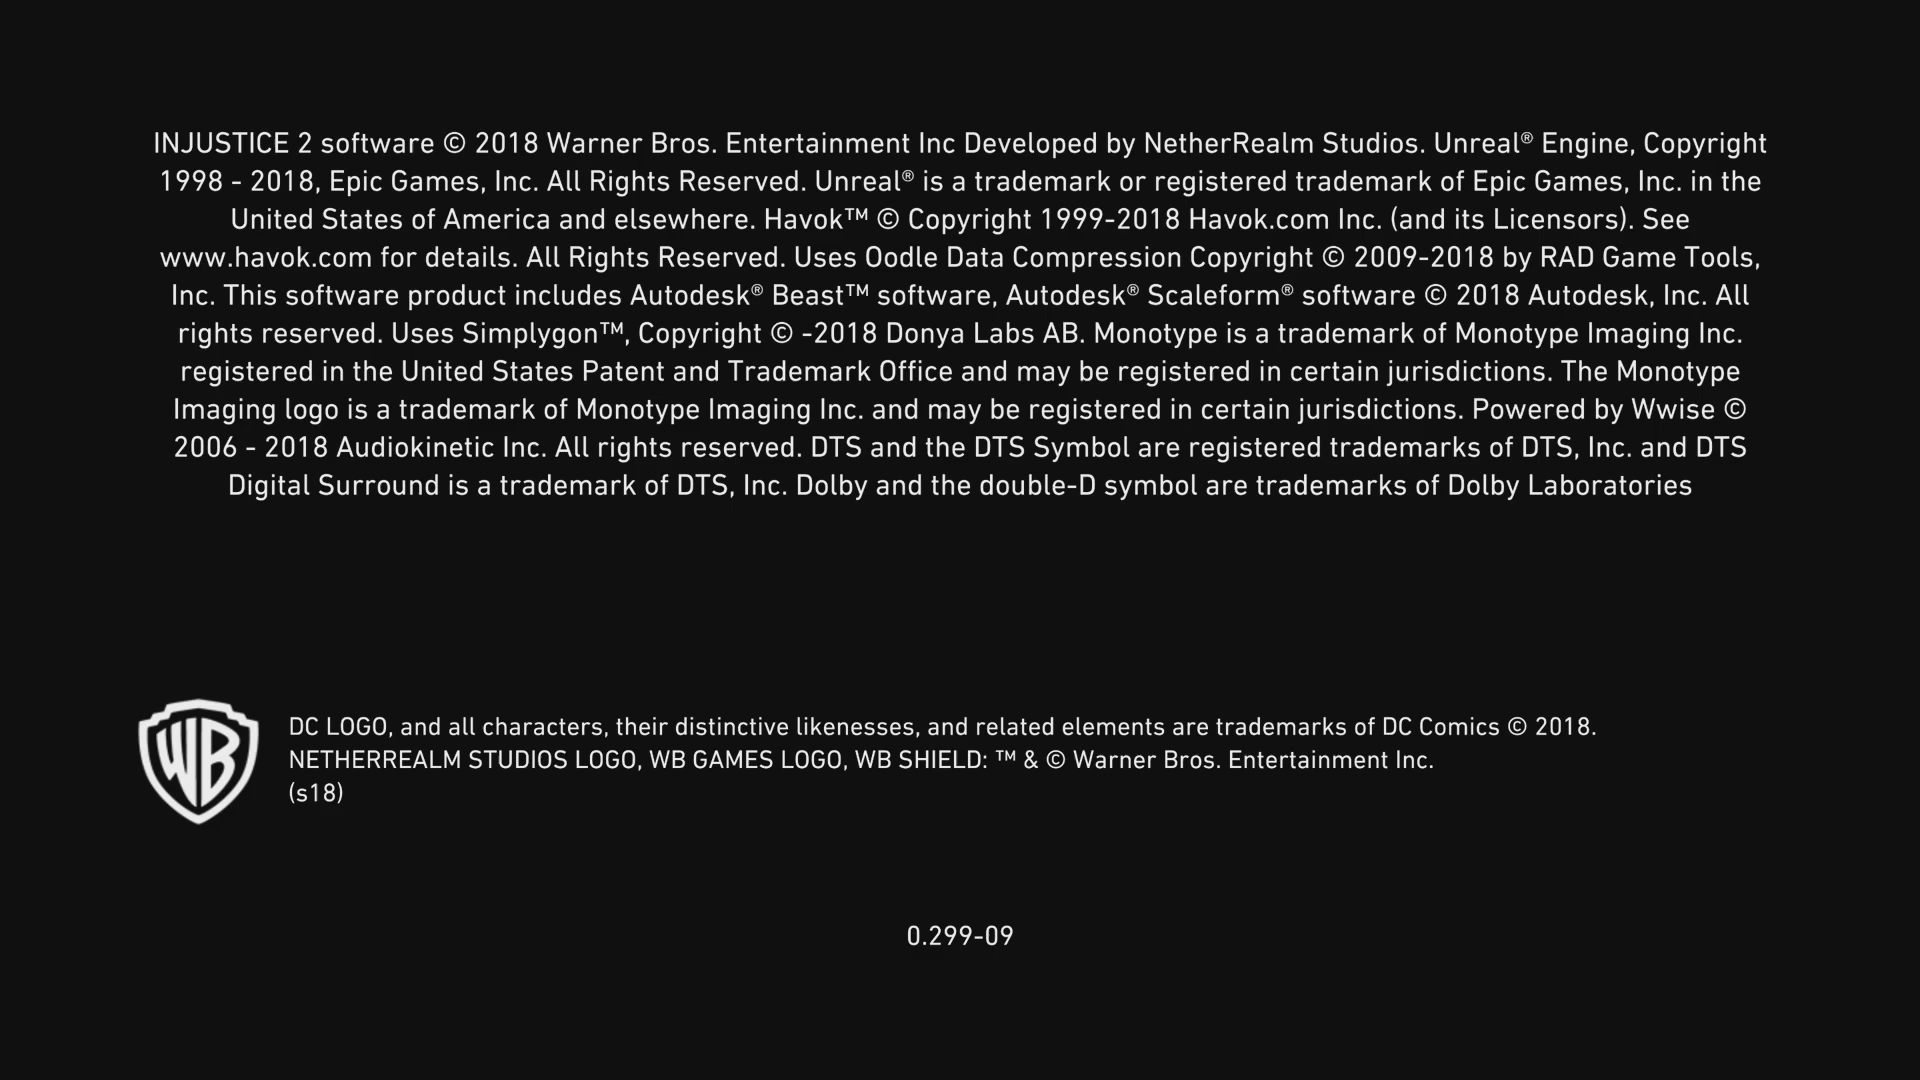 INJUSTICE 2 software © 2018 Warner Bros. Entertainment Inc Developed by NetherRealm Studios. Unreal® Engine, Copyright
1998 - 2018, Epic Games, Inc. All Rights Reserved. Unreal® is a trademark or registered trademark of Epic Games, Inc. in the
United States of America and elsewhere. Havok™ © Copyright 1999-2018 Havok.com Inc. (and its Licensors). See
www.havok.com for details. All Rights Reserved. Uses Oodle Data Compression Copyright © 2009-2018 by RAD Game Tools,
Inc. This software product includes Autodesk® Beast™ software, Autodesk® Scaleform® software © 2018 Autodesk, Inc. All
rights reserved. Uses Simplygon™, Copyright © -2018 Donya Labs AB. Monotype is a trademark of Monotype Imaging Inc.
registered in the United States Patent and Trademark Office and may be registered in certain jurisdictions. The Monotype
Imaging logo is a trademark of Monotype Imaging Inc. and may be registered in certain jurisdictions. Powered by Wwise ©
2006 - 2018 Audiokinetic Inc. All rights reserved. DTS and the DTS Symbol are registered trademarks of DTS, Inc. and DTS
Digital Surround is a trademark of DTS, Inc. Dolby and the double-D symbol are trademarks of Dolby Laboratories
WB
DC LOGO, and all characters, their distinctive likenesses, and related elements are trademarks of DC Comics © 2018.
NETHERREALM STUDIOS LOGO, WB GAMES LOGO, WB SHIELD: ™ & © Warner Bros. Entertainment Inc.
(s18)
0.299-09